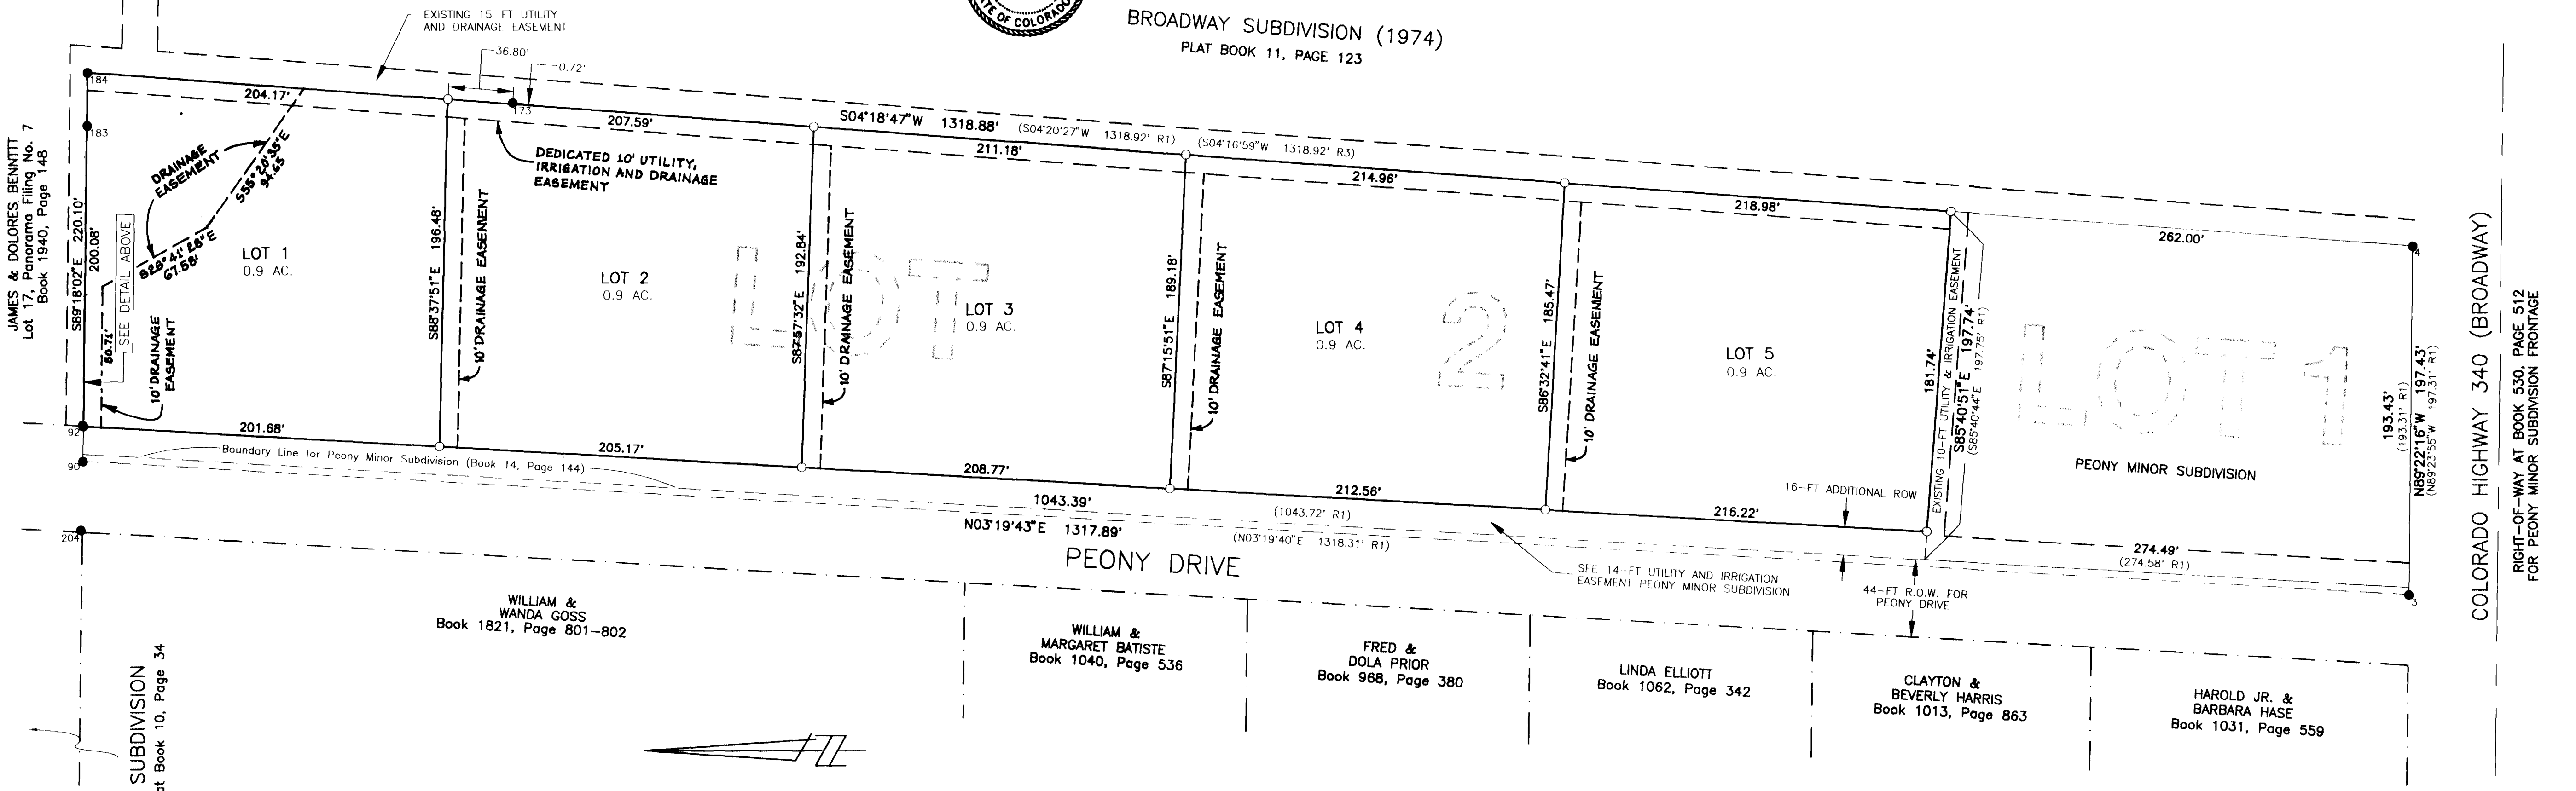 EXISTING 15-FT UTILITY
AND DRAINAGE EASEMENT
36.80'
0.72'
OF COLORADO
BROADWAY SUBDIVISION (1974)
PLAT BOOK 11, PAGE 123
184
204.17'
183
173
207.59'
S04°18'47"W 1318.88'
(S04°20'27"W 1318.92' R1)
(S04°16'59"W 1318.92' R3)
211.18'
214.96'
218.98'
262.00'
4
JAMES & DOLORES BENNITT
Lot 17, Panorama Filing No. 7
Book 1940, Page 148
S89°18'02"E 220.10'
200.08'
SEE DETAIL ABOVE
DRAINAGE
EASEMENT
S55°20'35"E
94.65
S28°41'28"E
67.58'
50.71'
10' DRAINAGE
EASEMENT
LOT 1
0.9 AC.
S88°37'51"E 196.48'
10' DRAINAGE EASENENT
DEDICATED 10' UTILITY,
IRRIGATION AND DRAINAGE
EASEMENT
LOT 2
0.9 AC.
S87°57'32"E 192.84'
10' DRAINAGE EASEMENT
LOT
LOT 3
0.9 AC.
S87°15'51"E 189.18'
10' DRAINAGE EASEMENT
LOT 4
0.9 AC.
2
S86°32'41"E 185.47'
10' DRAINAGE EASEMENT
LOT 5
0.9 AC.
181.74'
EXISTING 10-FT UTILITY & IRRIGATION EASEMENT
S85°40'51"E 197.74'
(S85°40'44"E 197.75' R1)
LOT 1
PEONY MINOR SUBDIVISION
193.43'
(193.31' R1)
N89°22'16"W 197.43'
(N89°23'55"W 197.31' R1)
COLORADO HIGHWAY 340 (BROADWAY)
RIGHT-OF-WAY AT BOOK 530, PAGE 512
FOR PEONY MINOR SUBDIVISION FRONTAGE
92
201.68'
90
Boundary Line for Peony Minor Subdivision (Book 14, Page 144)
205.17'
208.77'
212.56'
216.22'
16-FT ADDITIONAL ROW
1043.39'
(1043.72' R1)
N03°19'43"E 1317.89'
(N03°19'40"E 1318.31' R1)
274.49'
(274.58' R1)
3
204
PEONY DRIVE
SEE 14-FT UTILITY AND IRRIGATION
EASEMENT PEONY MINOR SUBDIVISION
44-FT R.O.W. FOR
PEONY DRIVE
WILLIAM &
WANDA GOSS
Book 1821, Page 801-802
WILLIAM &
MARGARET BATISTE
Book 1040, Page 536
FRED &
DOLA PRIOR
Book 968, Page 380
LINDA ELLIOTT
Book 1062, Page 342
CLAYTON &
BEVERLY HARRIS
Book 1013, Page 863
HAROLD JR. &
BARBARA HASE
Book 1031, Page 559
SUBDIVISION
at Book 10, Page 34